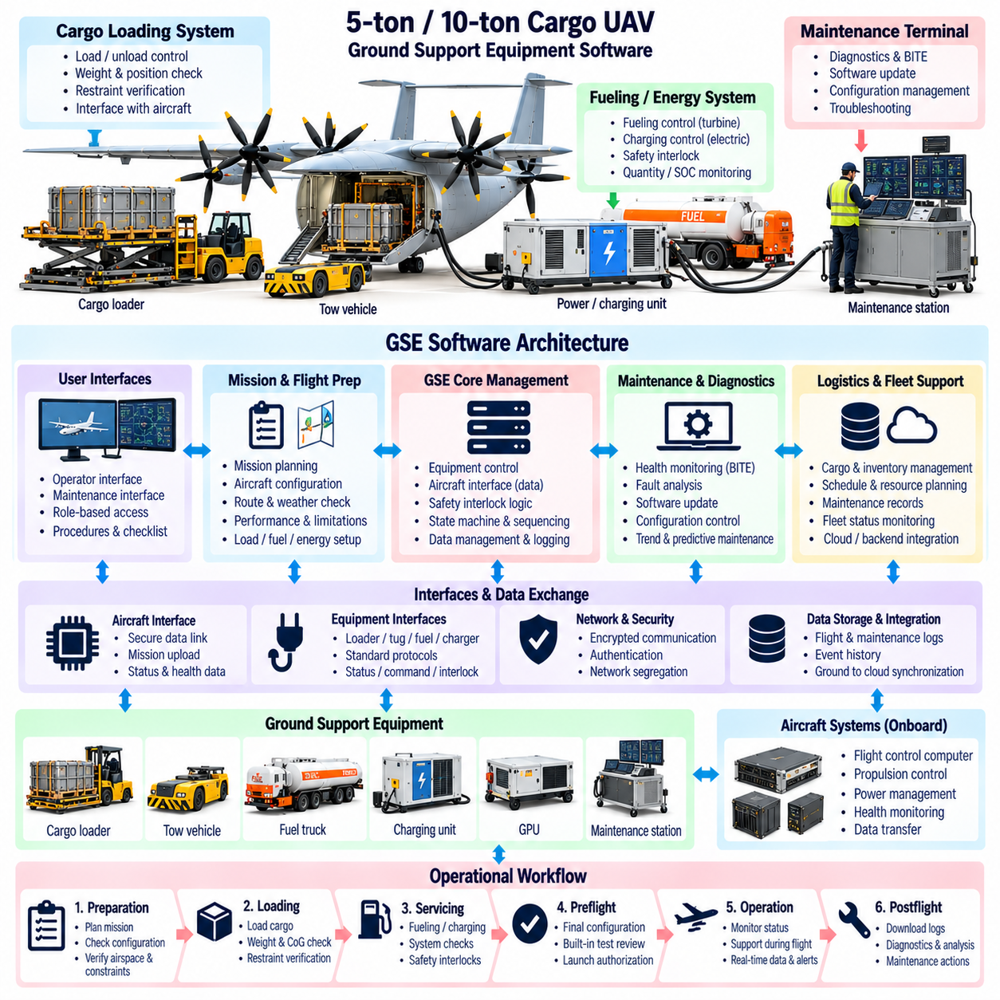 5-ton / 10-ton Cargo UAV
Ground Support Equipment Software
Cargo Loading System
• Load / unload control
• Weight & position check
• Restraint verification
• Interface with aircraft
Fueling / Energy System
• Fueling control (turbine)
• Charging control (electric)
• Safety interlock
• Quantity / SOC monitoring
Maintenance Terminal
• Diagnostics & BITE
• Software update
• Configuration management
• Troubleshooting
FUEL
Cargo loader
Tow vehicle
Power / charging unit
Maintenance station
GSE Software Architecture
User Interfaces
• Operator interface
• Maintenance interface
• Role-based access
• Procedures & checklist
Mission & Flight Prep
• Mission planning
• Aircraft configuration
• Route & weather check
• Performance & limitations
• Load / fuel / energy setup
GSE Core Management
• Equipment control
• Aircraft interface (data)
• Safety interlock logic
• State machine & sequencing
• Data management & logging
Maintenance & Diagnostics
• Health monitoring (BITE)
• Fault analysis
• Software update
• Configuration control
• Trend & predictive maintenance
Logistics & Fleet Support
• Cargo & inventory management
• Schedule & resource planning
• Maintenance records
• Fleet status monitoring
• Cloud / backend integration
Interfaces & Data Exchange
Aircraft Interface
• Secure data link
• Mission upload
• Status & health data
Equipment Interfaces
• Loader / tug / fuel / charger
• Standard protocols
• Status / command / interlock
Network & Security
• Encrypted communication
• Authentication
• Network segregation
Data Storage & Integration
• Flight & maintenance logs
• Event history
• Ground to cloud synchronization
Ground Support Equipment
Cargo loader
Tow vehicle
Fuel truck
Charging unit
GPU
Maintenance station
Aircraft Systems (Onboard)
• Flight control computer
• Propulsion control
• Power management
• Health monitoring
• Data transfer
Operational Workflow
1. Preparation
• Plan mission
• Check configuration
• Verify airspace &
constraints
2. Loading
• Load cargo
• Weight & CoG check
• Restraint verification
3. Servicing
• Fueling / charging
• System checks
• Safety interlocks
4. Preflight
• Final configuration
• Built-in test review
• Launch authorization
5. Operation
• Monitor status
• Support during flight
• Real-time data & alerts
6. Postflight
• Download logs
• Diagnostics & analysis
• Maintenance actions